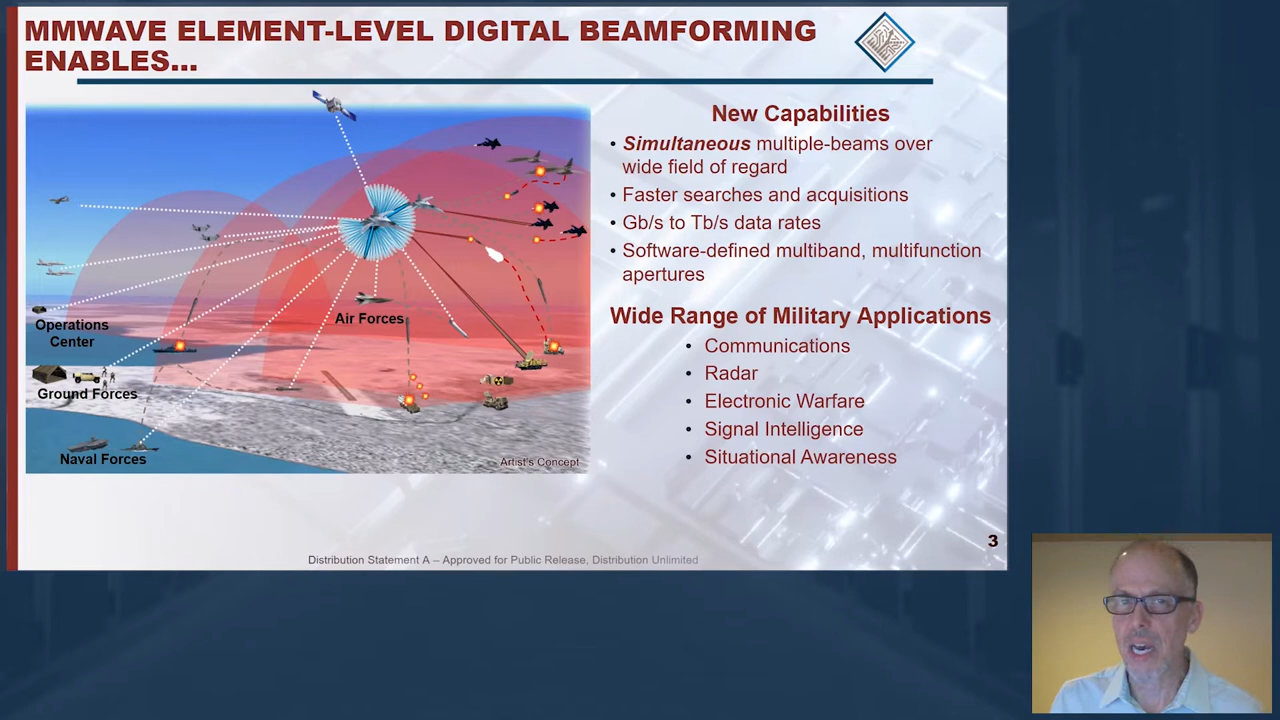 MMWAVE ELEMENT-LEVEL DIGITAL BEAMFORMING
ENABLES...
New Capabilities
• Simultaneous multiple-beams over
wide field of regard
• Faster searches and acquisitions
• Gb/s to Tb/s data rates
• Software-defined multiband, multifunction
apertures
Wide Range of Military Applications
• Communications
• Radar
• Electronic Warfare
• Signal Intelligence
• Situational Awareness
Operations
Center
Air Forces
Ground Forces
Naval Forces
Artist's Concept
3
Distribution Statement A – Approved for Public Release, Distribution Unlimited